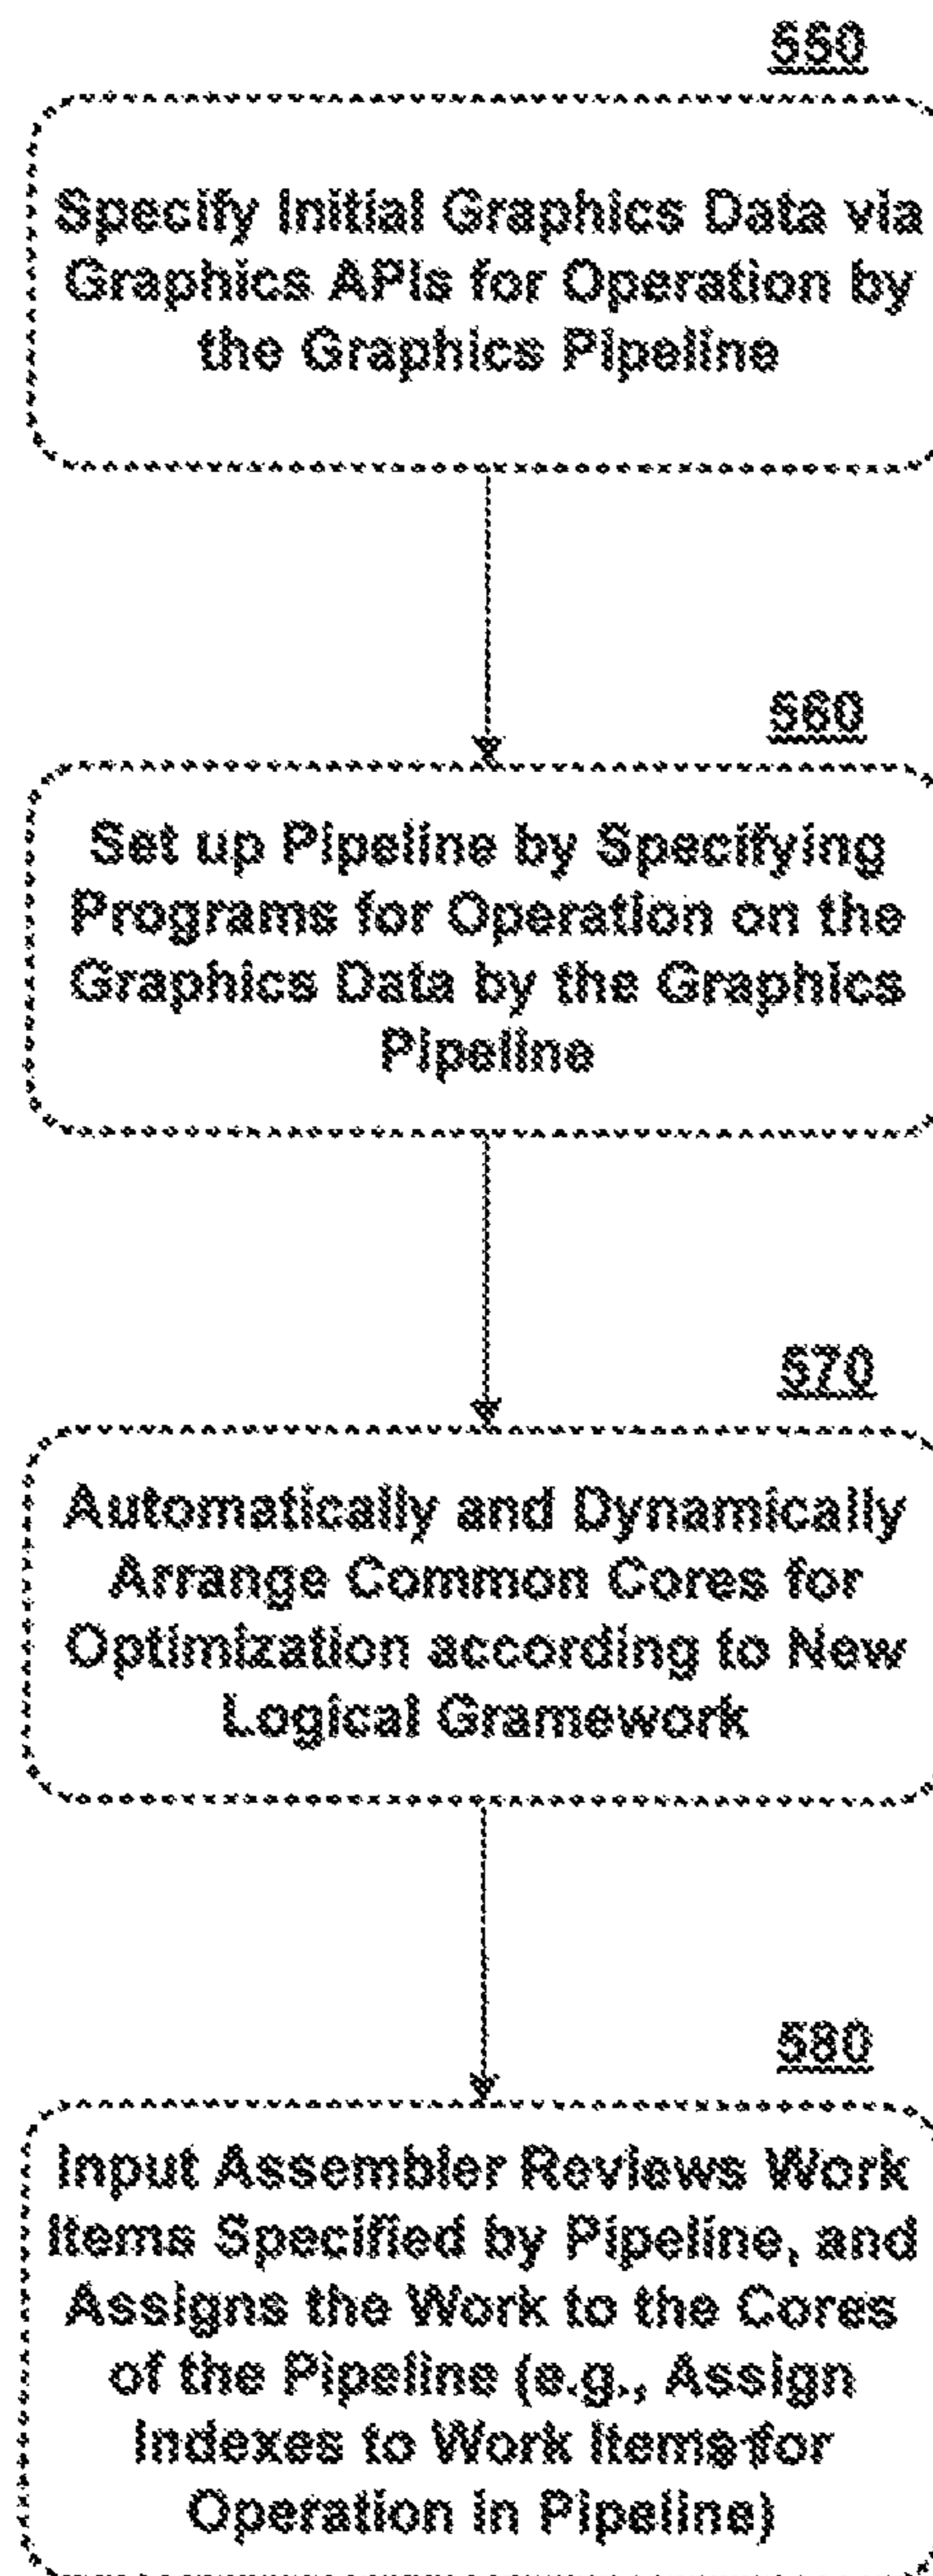 550
Specify Initial Graphics Data via
Graphics APIs for Operation by
the Graphics Pipeline
560
Set up Pipeline by Specifying
Programs for Operation on the
Graphics Data by the Graphics
Pipeline
570
Automatically and Dynamically
Arrange Common Cores for
Optimization according to New
Logical Gramework
580
Input Assembler Reviews Work
Items Specified by Pipeline, and
Assigns the Work to the Cores
of the Pipeline (e.g., Assign
Indexes to Work Items for
Operation in Pipeline)